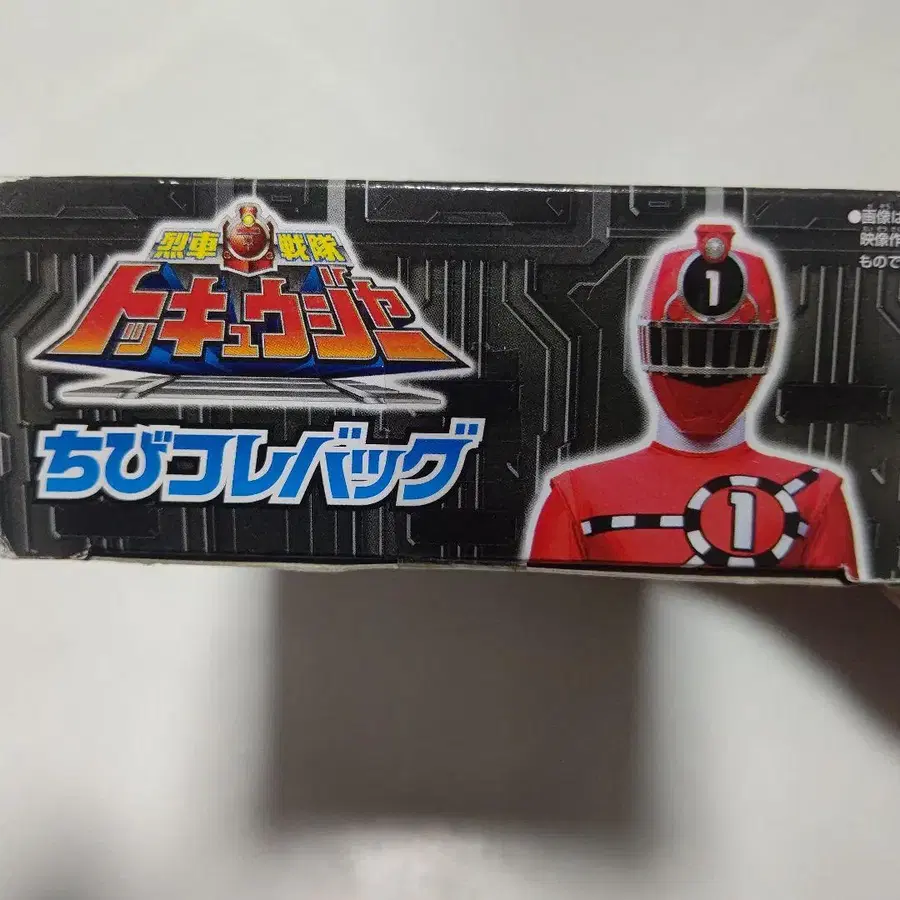 烈車戦隊
トッキュウジャー
ちびコレバッグ
1
1
●画像は
映像作
もので